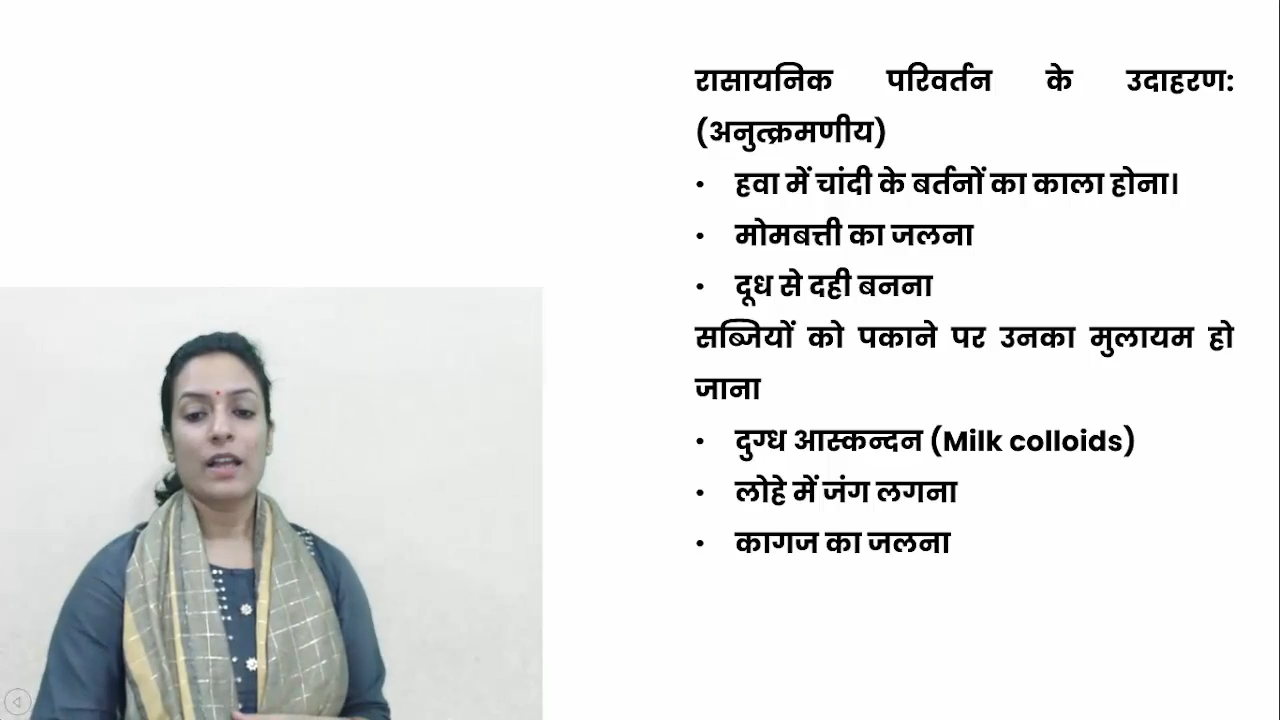 रासायनिक परिवर्तन के उदाहरण:
(अनुत्क्रमणीय)
• हवा में चांदी के बर्तनों का काला होना।
• मोमबत्ती का जलना
• दूध से दही बनना
सब्जियों को पकाने पर उनका मुलायम हो
जाना
• दुग्ध आस्कन्दन (Milk colloids)
• लोहे में जंग लगना
• कागज का जलना